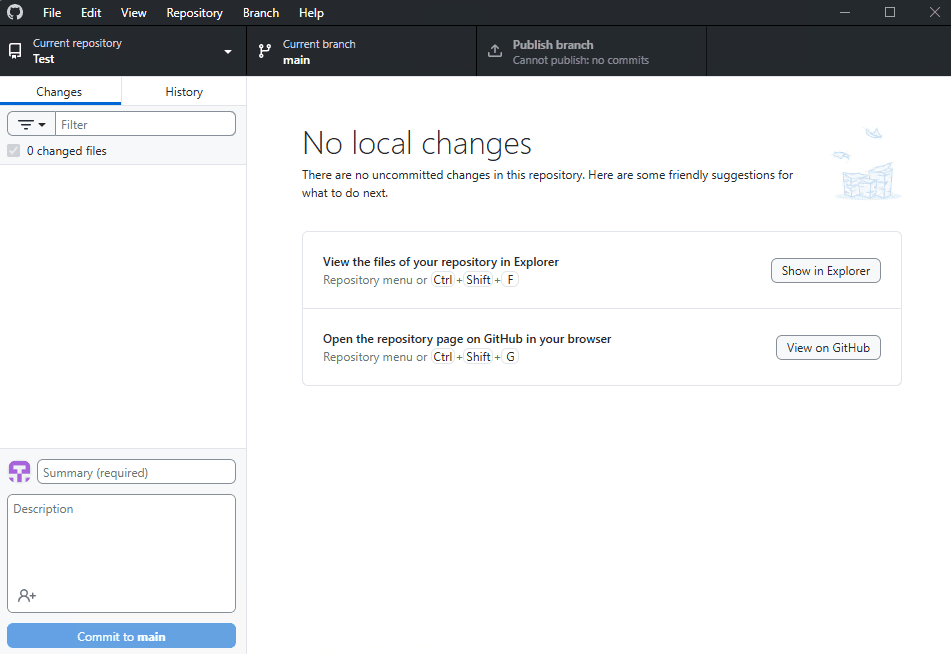 File Edit View Repository Branch Help
Current repository
Test
Current branch
main
Publish branch
Cannot publish: no commits
Changes History
Filter
0 changed files
No local changes
There are no uncommitted changes in this repository. Here are some friendly suggestions for
what to do next.
View the files of your repository in Explorer
Repository menu or Ctrl + Shift + F
Show in Explorer
Open the repository page on GitHub in your browser
Repository menu or Ctrl + Shift + G
View on GitHub
Summary (required)
Description
Commit to main